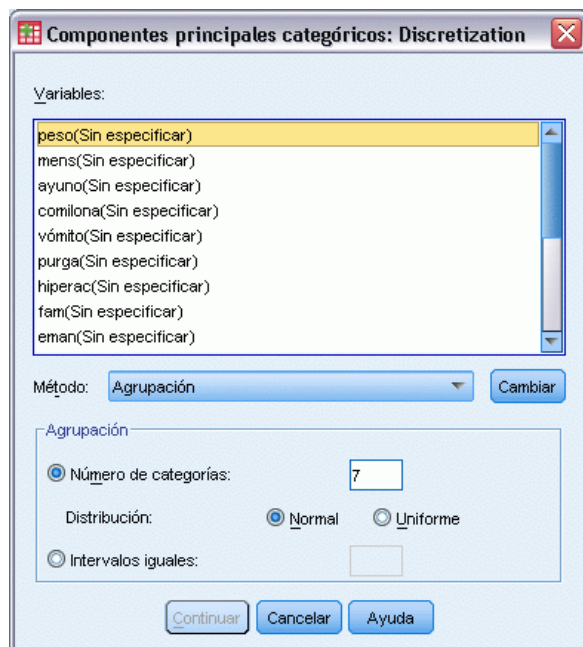 Componentes principales categóricos: Discretization
Variables:
peso(Sin especificar)
mens(Sin especificar)
ayuno(Sin especificar)
comilona(Sin especificar)
vómito(Sin especificar)
purga(Sin especificar)
hiperac(Sin especificar)
fam(Sin especificar)
eman(Sin especificar)
Método: Agrupación Cambiar
Agrupación
Número de categorías: 7
Distribución: Normal Uniforme
Intervalos iguales:
Continuar Cancelar Ayuda